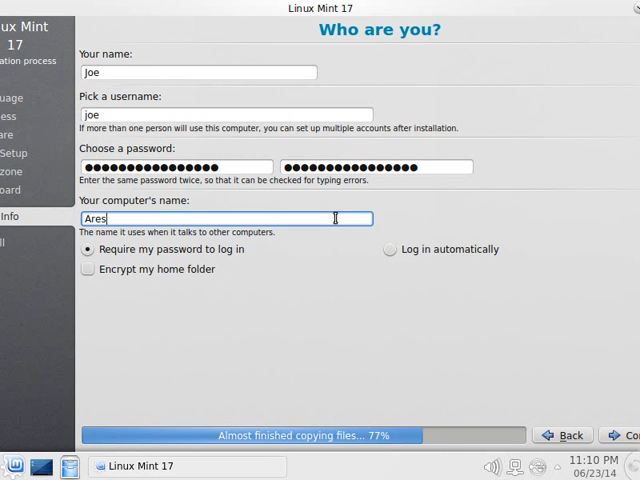 Linux Mint 17
ux Mint
17
ation process
uage
ess
are
Setup
zone
oard
Info
ll
Who are you?
Your name:
Joe
Pick a username:
joe
If more than one person will use this computer, you can set up multiple accounts after installation.
Choose a password:
Enter the same password twice, so that it can be checked for typing errors.
Your computer's name:
Ares
The name it uses when it talks to other computers.
Require my password to log in
Log in automatically
Encrypt my home folder
Almost finished copying files... 77%
Back
Co
Linux Mint 17
11:10 PM
06/23/14